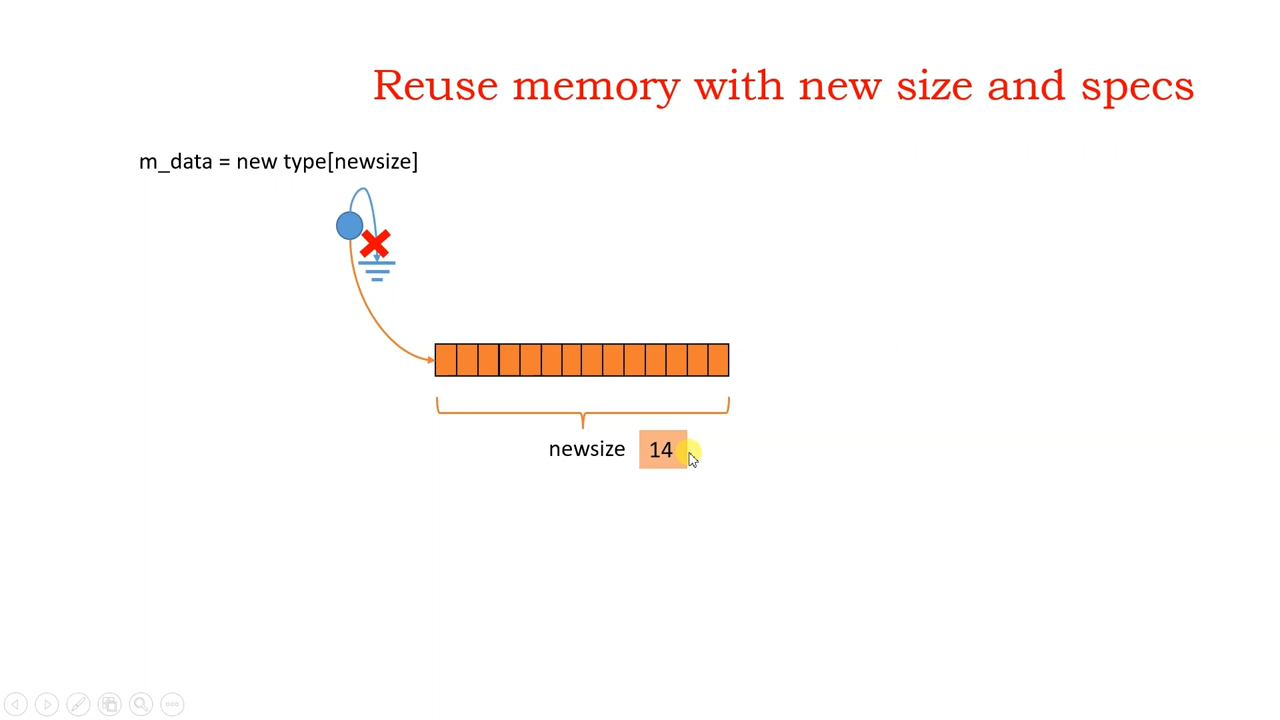 Reuse memory with new size and specs
m_data = new type[newsize]
newsize 14